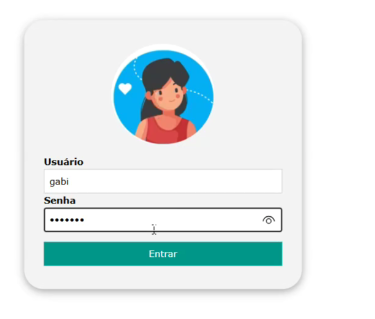 Usuário
gabi
Senha
•••••••
Entrar